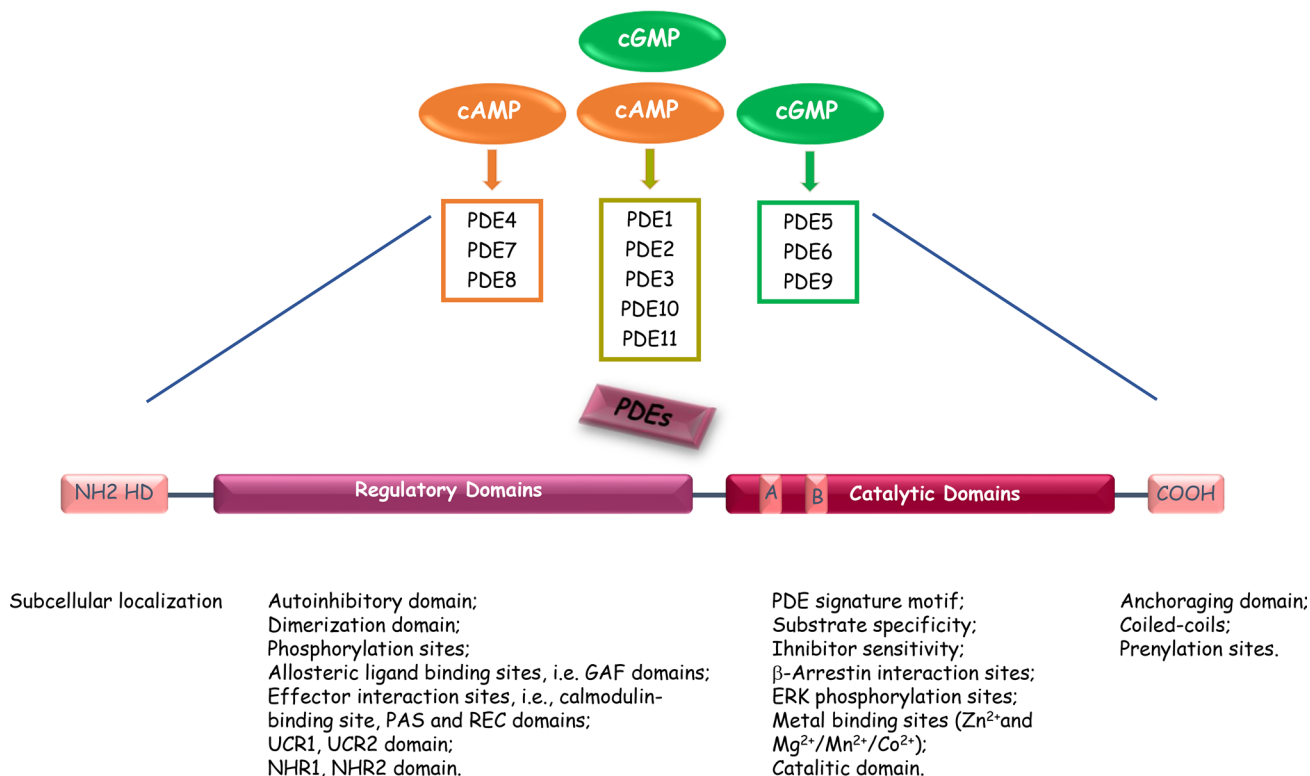 cGMP
cAMP
cAMP
cGMP
PDE4
PDE7
PDE8
PDE1
PDE2
PDE3
PDE10
PDE11
PDE5
PDE6
PDE9
PDEs
NH2 HD
Regulatory Domains
A
B
Catalytic Domains
COOH
Subcellular localization
Autoinhibitory domain;
Dimerization domain;
Phosphorylation sites;
Allosteric ligand binding sites, i.e. GAF domains;
Effector interaction sites, i.e., calmodulin-
binding site, PAS and REC domains;
UCR1, UCR2 domain;
NHR1, NHR2 domain.
PDE signature motif;
Substrate specificity;
Ihnibitor sensitivity;
β-Arrestin interaction sites;
ERK phosphorylation sites;
Metal binding sites (Zn²⁺and
Mg²⁺/Mn²⁺/Co²⁺);
Catalitic domain.
Anchoraging domain;
Coiled-coils;
Prenylation sites.